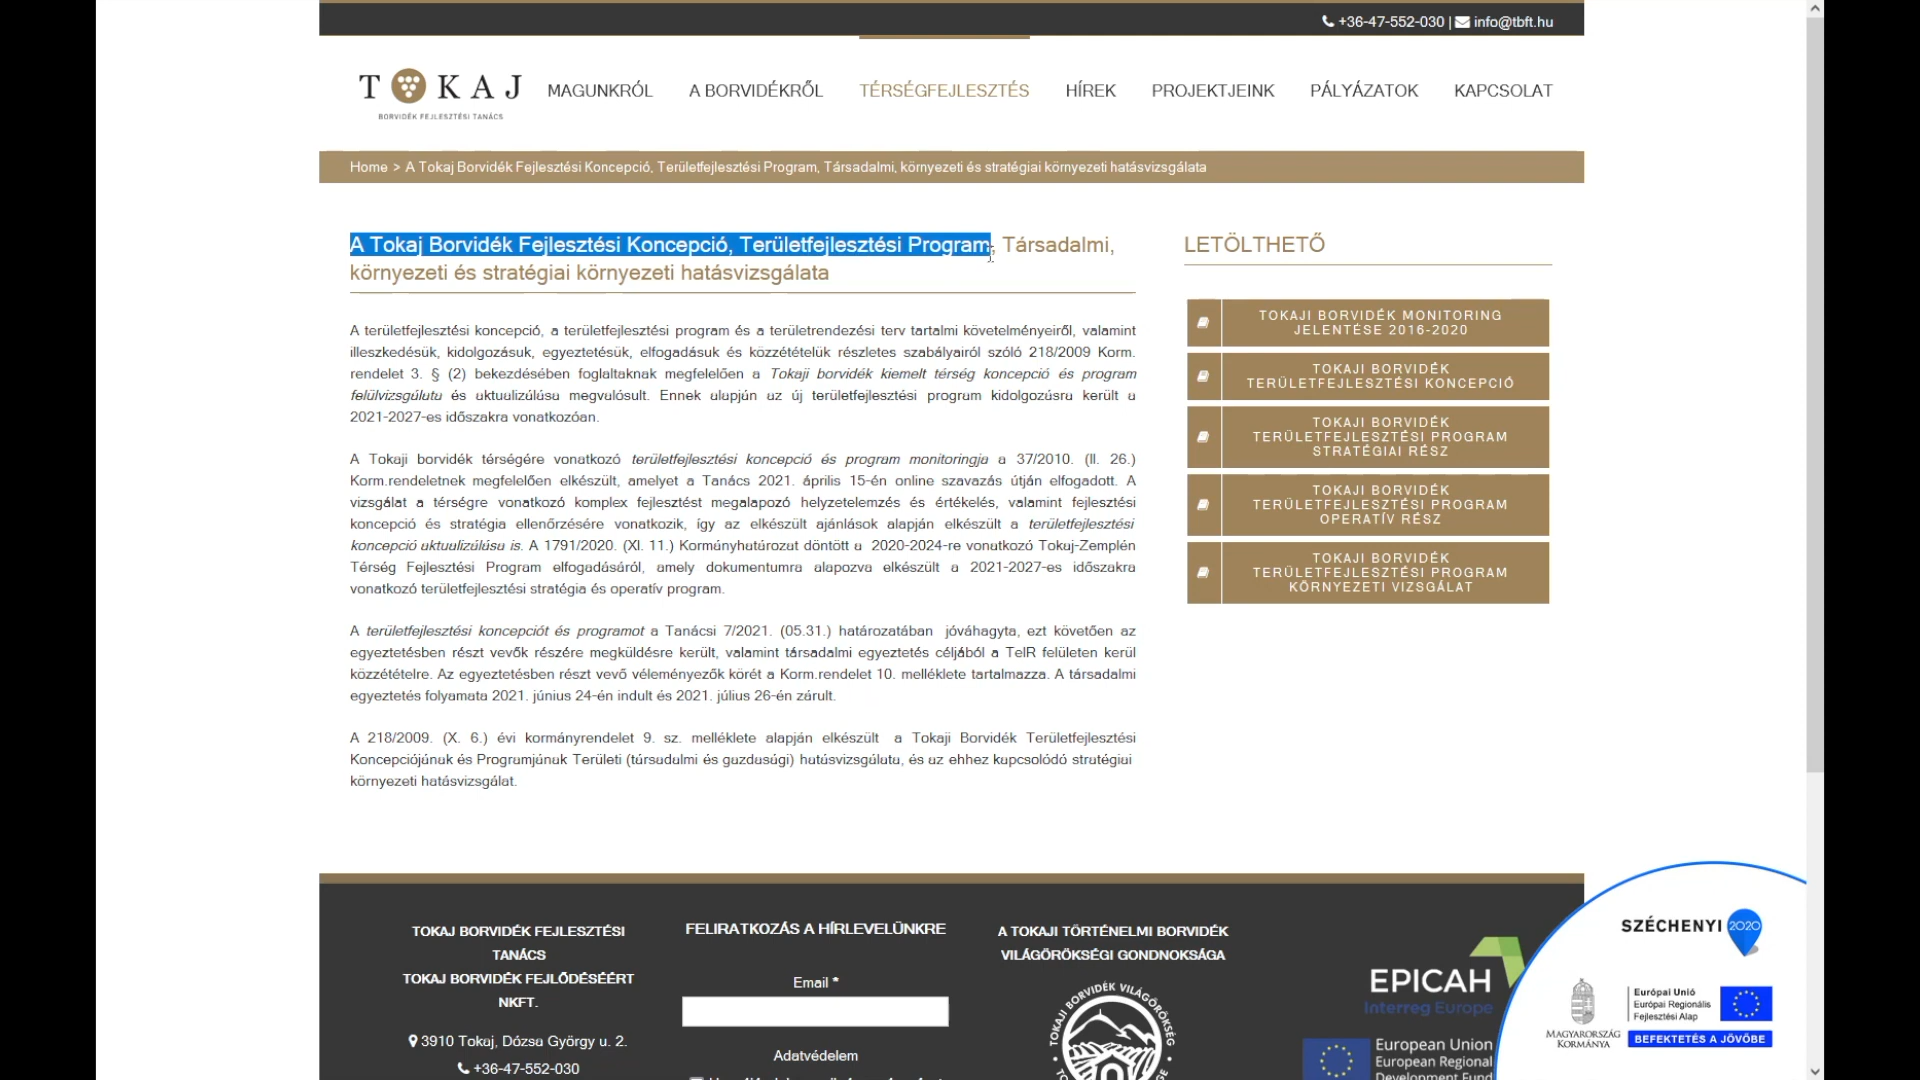 +36-47-552-030 | info@tbft.hu
TOKAJ
BORVIDÉK FEJLESZTÉSI TANÁCS
MAGUNKRÓL
A BORVIDÉKRŐL
TÉRSÉGFEJLESZTÉS
HÍREK
PROJEKTJEINK
PÁLYÁZATOK
KAPCSOLAT
Home > A Tokaj Borvidék Fejlesztési Koncepció, Területfejlesztési Program, Társadalmi, környezeti és stratégiai környezeti hatásvizsgálata
A Tokaj Borvidék Fejlesztési Koncepció, Területfejlesztési Program, Társadalmi,
környezeti és stratégiai környezeti hatásvizsgálata
A területfejlesztési koncepció, a területfejlesztési program és a területrendezési terv tartalmi követelményeiről, valamint
illeszkedésük, kidolgozásuk, egyeztetésük, elfogadásuk és közzétételük részletes szabályairól szóló 218/2009 Korm.
rendelet 3. § (2) bekezdésében foglaltaknak megfelelően a Tokaji borvidék kiemelt térség koncepció és program
felülvizsgálata és aktualizálása megvalósult. Ennek alapján az új területfejlesztési program kidolgozásra került a
2021-2027-es időszakra vonatkozóan.
A Tokaji borvidék térségére vonatkozó területfejlesztési koncepció és program monitoringja a 37/2010. (II. 26.)
Korm.rendeletnek megfelelően elkészült, amelyet a Tanács 2021. április 15-én online szavazás útján elfogadott. A
vizsgálat a térségre vonatkozó komplex fejlesztést megalapozó helyzetelemzés és értékelés, valamint fejlesztési
koncepció és stratégia ellenőrzésére vonatkozik, így az elkészült ajánlások alapján elkészült a területfejlesztési
koncepció aktualizálása is. A 1791/2020. (XI. 11.) Kormányhatározat döntött a 2020-2024-re vonatkozó Tokaj-Zemplén
Térség Fejlesztési Program elfogadásáról, amely dokumentumra alapozva elkészült a 2021-2027-es időszakra
vonatkozó területfejlesztési stratégia és operatív program.
A területfejlesztési koncepciót és programot a Tanácsi 7/2021. (05.31.) határozatában jóváhagyta, ezt követően az
egyeztetésben részt vevők részére megküldésre került, valamint társadalmi egyeztetés céljából a TeIR felületen kerül
közzétételre. Az egyeztetésben részt vevő véleményezők körét a Korm.rendelet 10. melléklete tartalmazza. A társadalmi
egyeztetés folyamata 2021. június 24-én indult és 2021. július 26-én zárult.
A 218/2009. (X. 6.) évi kormányrendelet 9. sz. melléklete alapján elkészült a Tokaji Borvidék Területfejlesztési
Koncepciójának és Programjának Területi (társadalmi és gazdasági) hatásvizsgálata, és az ehhez kapcsolódó stratégiai
környezeti hatásvizsgálat.
LETÖLTHETŐ
TOKAJI BORVIDÉK MONITORING
JELENTÉSE 2016-2020
TOKAJI BORVIDÉK
TERÜLETFEJLESZTÉSI KONCEPCIÓ
TOKAJI BORVIDÉK
TERÜLETFEJLESZTÉSI PROGRAM
STRATÉGIAI RÉSZ
TOKAJI BORVIDÉK
TERÜLETFEJLESZTÉSI PROGRAM
OPERATÍV RÉSZ
TOKAJI BORVIDÉK
TERÜLETFEJLESZTÉSI PROGRAM
KÖRNYEZETI VIZSGÁLAT
TOKAJ BORVIDÉK FEJLESZTÉSI
TANÁCS
TOKAJ BORVIDÉK FEJLŐDÉSÉÉRT
NKFT.
3910 Tokaj, Dózsa György u. 2.
+36-47-552-030
FELIRATKOZÁS A HÍRLEVELÜNKRE
Email *
Adatvédelem
A TOKAJI TÖRTÉNELMI BORVIDÉK
VILÁGÖRÖKSÉGI GONDNOKSÁGA
TOKAJI BORVIDÉK VILÁGÖRÖKSÉG
EPICAH
Interreg Europe
European Union
European Regional
Development Fund
SZÉCHENYI 2020
MAGYARORSZÁG
KORMÁNYA
Európai Unió
Európai Regionális
Fejlesztési Alap
BEFEKTETÉS A JÖVŐBE